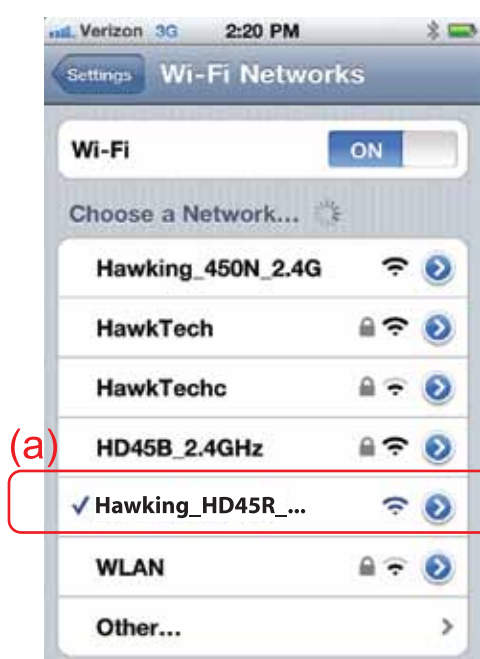 Verizon 3G 2:20 PM
Settings Wi-Fi Networks
Wi-Fi ON
Choose a Network...
Hawking_450N_2.4G
HawkTech
HawkTechc
(a) HD45B_2.4GHz
Hawking_HD45R_...
WLAN
Other...